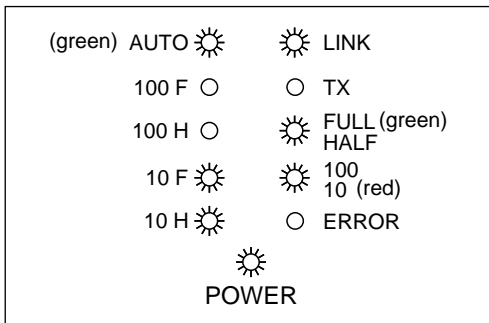 (green) AUTO LINK
100 F TX
100 H FULL (green)
HALF
10 F 100
10 (red)
10 H ERROR
POWER